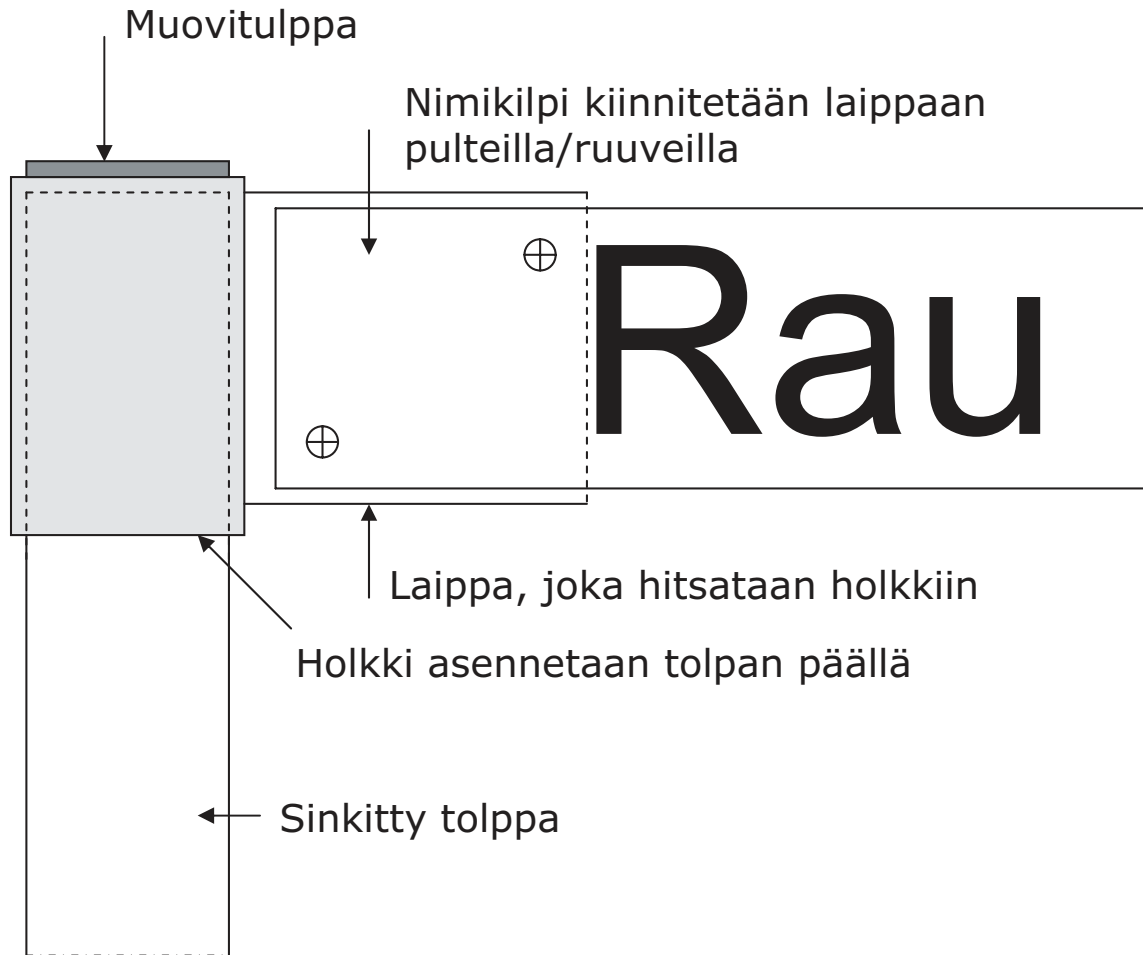 Muovitulppa
Nimikilpi kiinnitetään laippaan
pulteilla/ruuveilla
Rau
Laippa, joka hitsataan holkkiin
Holkki asennetaan tolpan päällä
Sinkitty tolppa